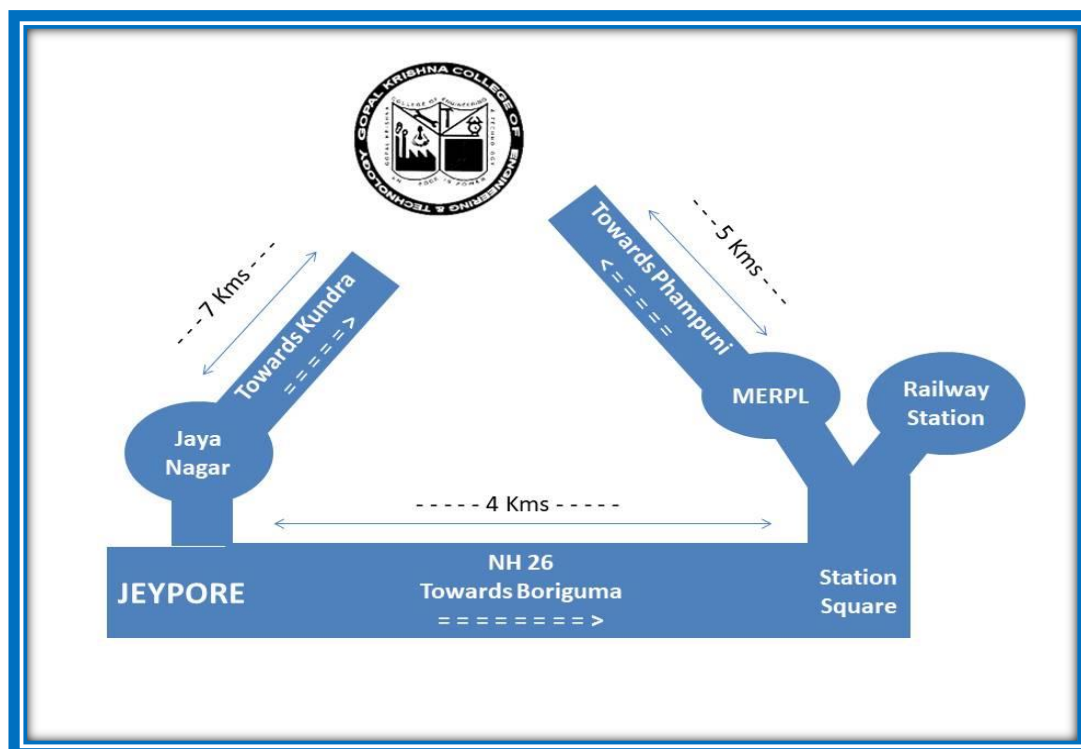 GOPAL KRISHNA COLLEGE OF ENGINEERING & TECHNOLOGY
- - - 7 Kms - - -
Towards Kundra
= = = = = >
- - - 5 Kms - - -
Towards Phampuni
< = = = = =
Jaya
Nagar
MERPL
Railway
Station
- - - - - 4 Kms - - - - -
JEYPORE
NH 26
Towards Boriguma
= = = = = = = = >
Station
Square